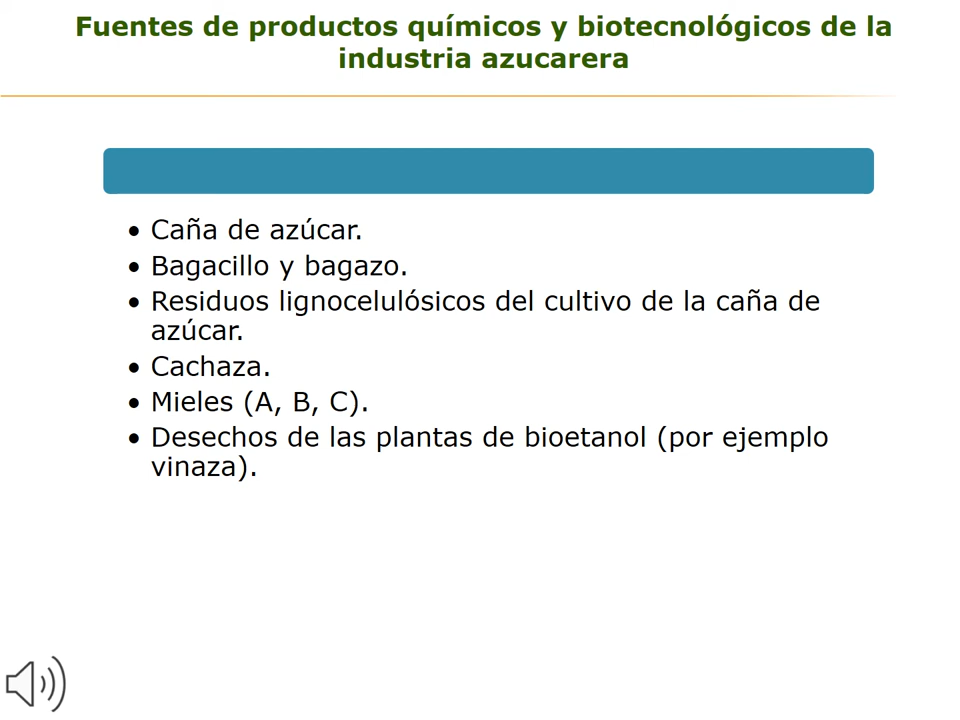 Fuentes de productos químicos y biotecnológicos de la
industria azucarera
• Caña de azúcar.
• Bagacillo y bagazo.
• Residuos lignocelulósicos del cultivo de la caña de
azúcar.
• Cachaza.
• Mieles (A, B, C).
• Desechos de las plantas de bioetanol (por ejemplo
vinaza).